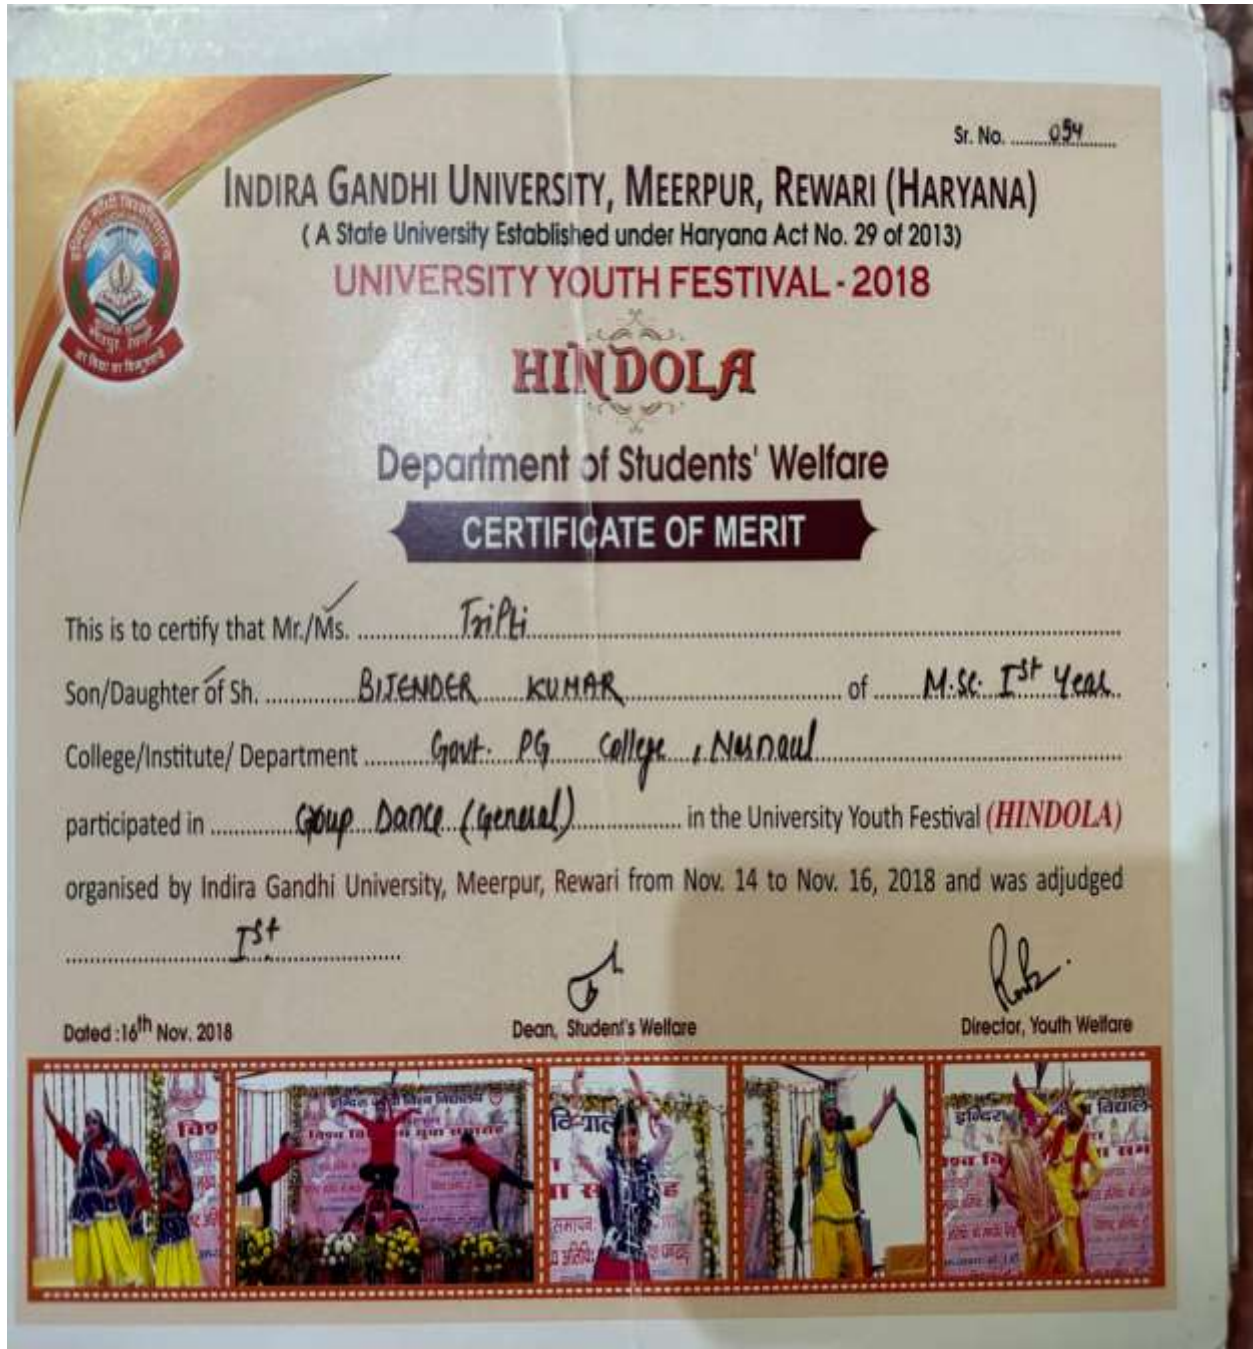 Sr. No. 054
INDIRA GANDHI UNIVERSITY, MEERPUR, REWARI (HARYANA)
( A State University Established under Haryana Act No. 29 of 2013)
UNIVERSITY YOUTH FESTIVAL - 2018
HINDOLA
Department of Students' Welfare
CERTIFICATE OF MERIT
This is to certify that Mr./Ms. Tripti
Son/Daughter of Sh. BIJENDER KUMAR of M.Sc. Ist Year
College/Institute/ Department Govt. PG College, Narnaul
participated in Group Dance (General) in the University Youth Festival (HINDOLA)
organised by Indira Gandhi University, Meerpur, Rewari from Nov. 14 to Nov. 16, 2018 and was adjudged
Ist
Dated :16th Nov. 2018 Dean, Student's Welfare Director, Youth Welfare